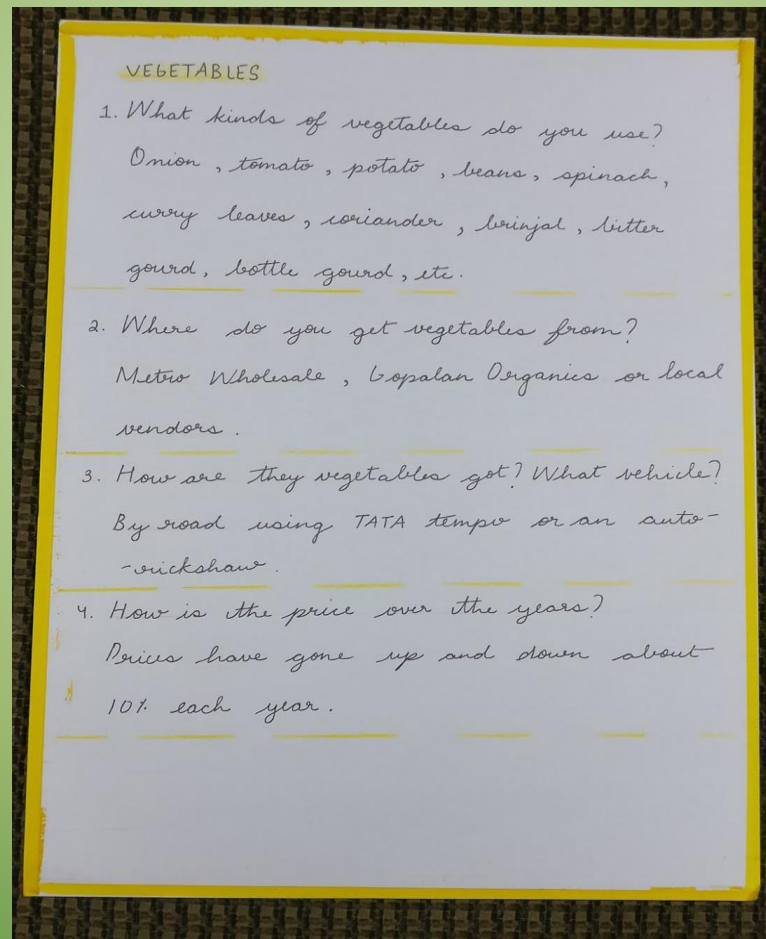 VEGETABLES
1. What kinds of vegetables do you use?
Onion, tomato, potato, beans, spinach,
curry leaves, coriander, brinjal, bitter
gourd, bottle gourd, etc.
2. Where do you get vegetables from?
Metro Wholesale, Gopalan Organics or local
vendors.
3. How are they vegetables got? What vehicle?
By road using TATA tempo or an auto-
-rickshaw.
4. How is the price over the years?
Prices have gone up and down about
10% each year.